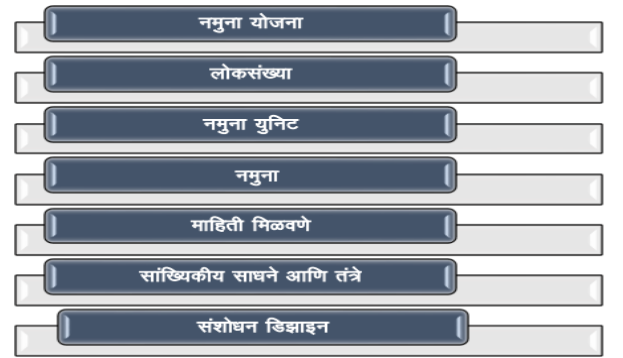 नमुना योजना
लोकसंख्या
नमुना युनिट
नमुना
माहिती मिळवणे
सांख्यिकीय साधने आणि तंत्रे
संशोधन डिझाइन